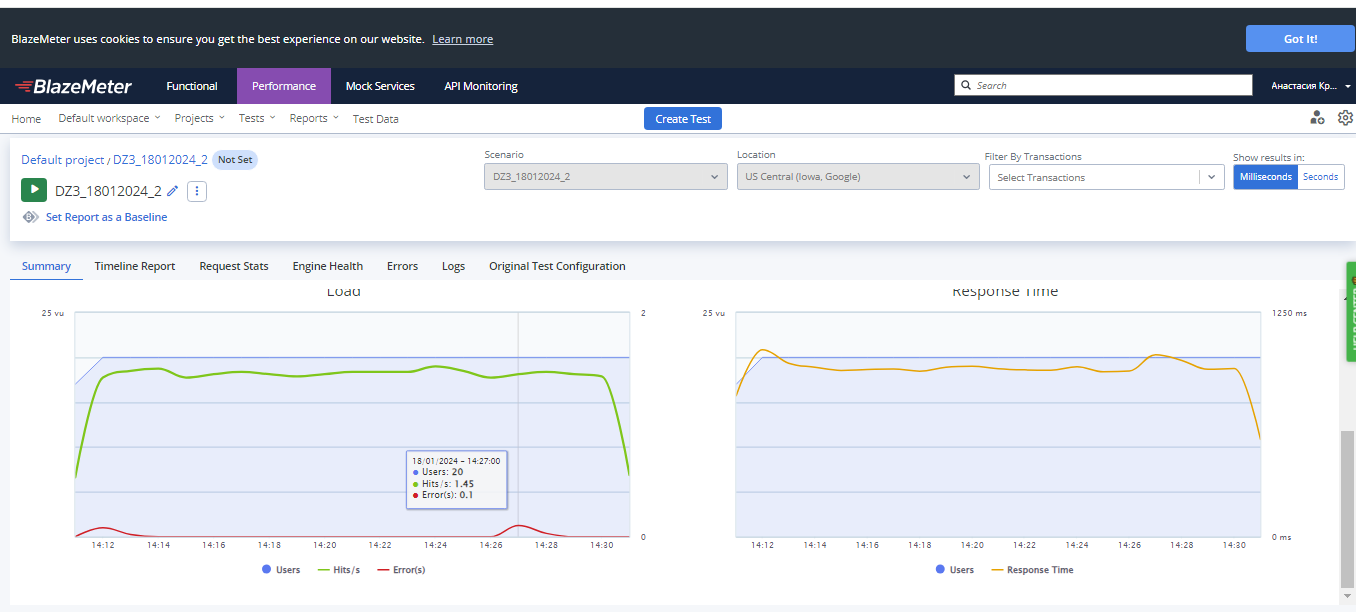 BlazeMeter uses cookies to ensure you get the best experience on our website. Learn more
Got It!
BlazeMeter
Functional
Performance
Mock Services
API Monitoring
Search
Анастасия Кр...
Home
Default workspace
Projects
Tests
Reports
Test Data
Create Test
Default project / DZ3_18012024_2 Not Set
DZ3_18012024_2
Set Report as a Baseline
Scenario
DZ3_18012024_2
Location
US Central (Iowa, Google)
Filter By Transactions
Select Transactions
Show results in:
Milliseconds Seconds
Summary
Timeline Report
Request Stats
Engine Health
Errors
Logs
Original Test Configuration
Load
25 vu
2
0
18/01/2024 – 14:27:00
Users: 20
Hits/s: 1.45
Error(s): 0.1
14:12 14:14 14:16 14:18 14:20 14:22 14:24 14:26 14:28 14:30
Users Hits/s Error(s)
Response Time
25 vu
1250 ms
0 ms
14:12 14:14 14:16 14:18 14:20 14:22 14:24 14:26 14:28 14:30
Users Response Time